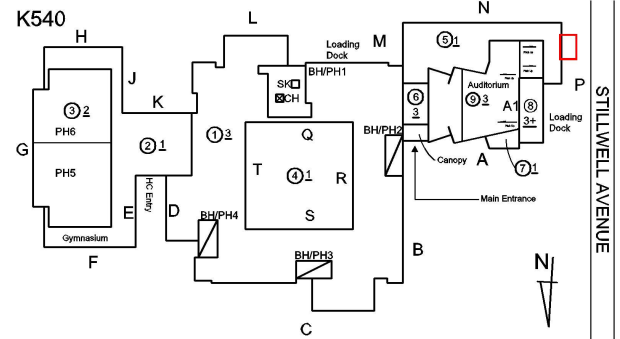 K540
H
L
N
J
M
Loading
Dock
⑤ 1
P
BH/PH1
SK
CH
Auditorium
⑨ 3
⑥
3
A1
⑧
3+
Loading
Dock
③ 2
PH6
K
② 1
① 3
Q
BH/PH2
G
PH5
T
④ 1
R
Canopy
A
⑦ 1
HC Entry
Main Entrance
E
D
S
BH/PH4
Gymnasium
F
BH/PH3
B
C
N
STILLWELL AVENUE